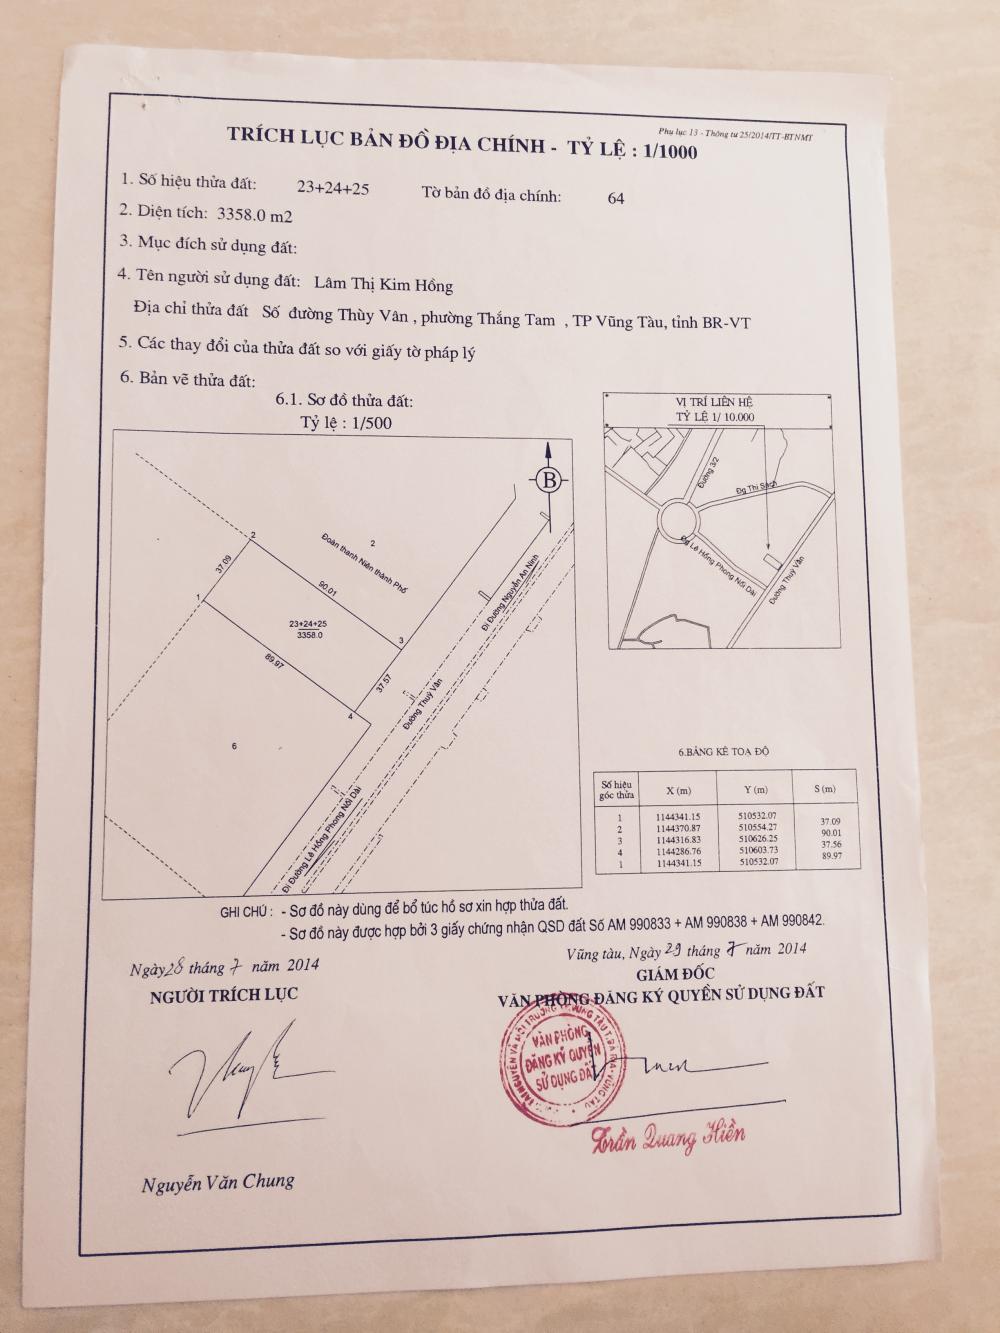 Phụ lục 13 - Thông tư 25/2014/TT-BTNMT
TRÍCH LỤC BẢN ĐỒ ĐỊA CHÍNH - TỶ LỆ : 1/1000
1. Số hiệu thửa đất: 23+24+25 Tờ bản đồ địa chính: 64
2. Diện tích: 3358.0 m2
3. Mục đích sử dụng đất:
4. Tên người sử dụng đất: Lâm Thị Kim Hồng
Địa chỉ thửa đất Số đường Thùy Vân , phường Thắng Tam , TP Vũng Tàu, tỉnh BR-VT
5. Các thay đổi của thửa đất so với giấy tờ pháp lý
6. Bản vẽ thửa đất:
6.1. Sơ đồ thửa đất:
Tỷ lệ : 1/500
VỊ TRÍ LIÊN HỆ
TỶ LỆ 1/ 10.000
Đường 3/2
Đg Thi Sách
Đg Lê Hồng Phong Nối Dài
Đường Thuỳ Vân
B
2
37.09
2
Đoàn thanh Niên thành Phố
90.01
1
23+24+25
3358.0
3
89.97
37.57
4
6
Đi Đường Nguyễn An Ninh
Đường Thuỳ Vân
Đi Đường Lê Hồng Phong Nối Dài
6.BẢNG KÊ TOẠ ĐỘ
Số hiệu góc thửa X (m) Y (m) S (m)
1 1144341.15 510532.07
37.09
2 1144370.87 510554.27
90.01
3 1144316.83 510626.25
37.56
4 1144286.76 510603.73
89.97
1 1144341.15 510532.07
GHI CHÚ : - Sơ đồ này dùng để bổ túc hồ sơ xin hợp thửa đất.
- Sơ đồ này được hợp bởi 3 giấy chứng nhận QSD đất Số AM 990833 + AM 990838 + AM 990842.
Ngày 28 tháng 7 năm 2014
NGƯỜI TRÍCH LỤC
Vũng tàu, Ngày 29 tháng 7 năm 2014
GIÁM ĐỐC
VĂN PHÒNG ĐĂNG KÝ QUYỀN SỬ DỤNG ĐẤT
VĂN PHÒNG
ĐĂNG KÝ QUYỀN
SỬ DỤNG ĐẤT
Trần Quang Hiền
Nguyễn Văn Chung